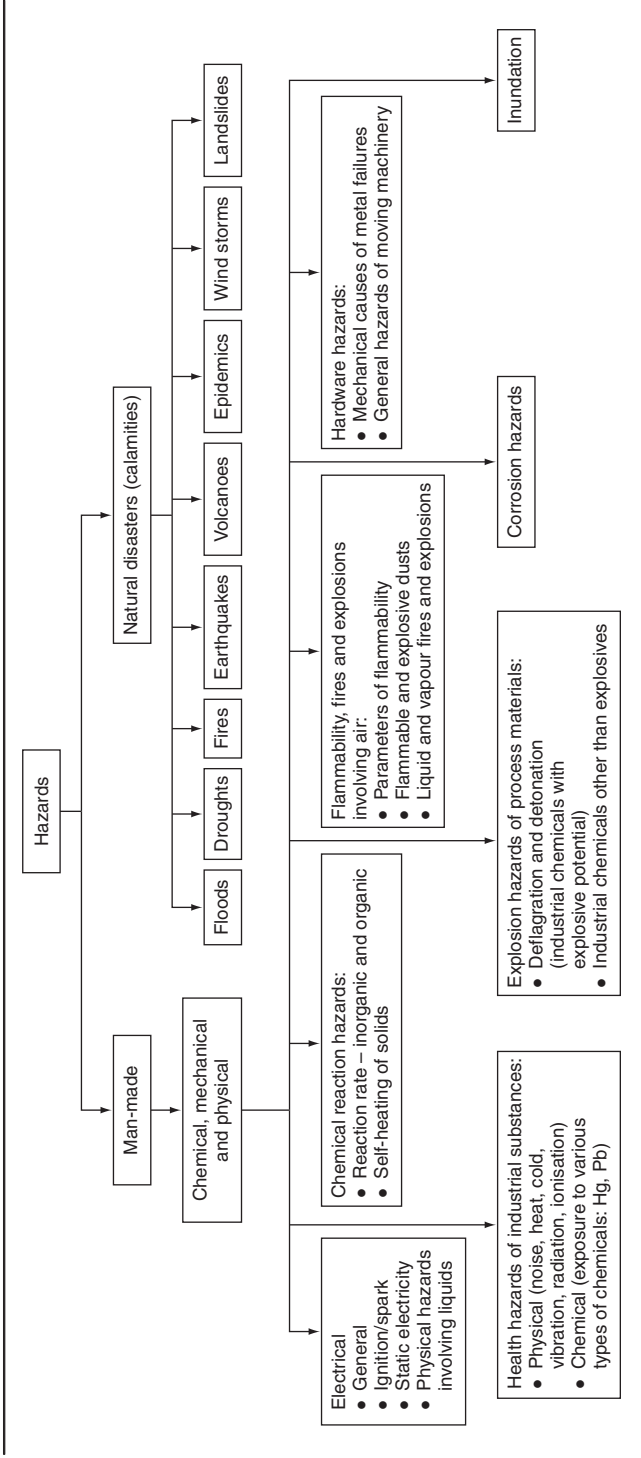 Hazards
Man-made
Natural disasters (calamities)
Chemical, mechanical
and physical
Floods
Droughts
Fires
Earthquakes
Volcanoes
Epidemics
Wind storms
Landslides
Electrical
● General
● Ignition/spark
● Static electricity
● Physical hazards
involving liquids
Chemical reaction hazards:
● Reaction rate – inorganic and organic
● Self-heating of solids
Flammability, fires and explosions
involving air:
● Parameters of flammability
● Flammable and explosive dusts
● Liquid and vapour fires and explosions
Hardware hazards:
● Mechanical causes of metal failures
● General hazards of moving machinery
Health hazards of industrial substances:
● Physical (noise, heat, cold,
vibration, radiation, ionisation)
● Chemical (exposure to various
types of chemicals: Hg, Pb)
Explosion hazards of process materials:
● Deflagration and detonation
(industrial chemicals with
explosive potential)
● Industrial chemicals other than explosives
Corrosion hazards
Inundation